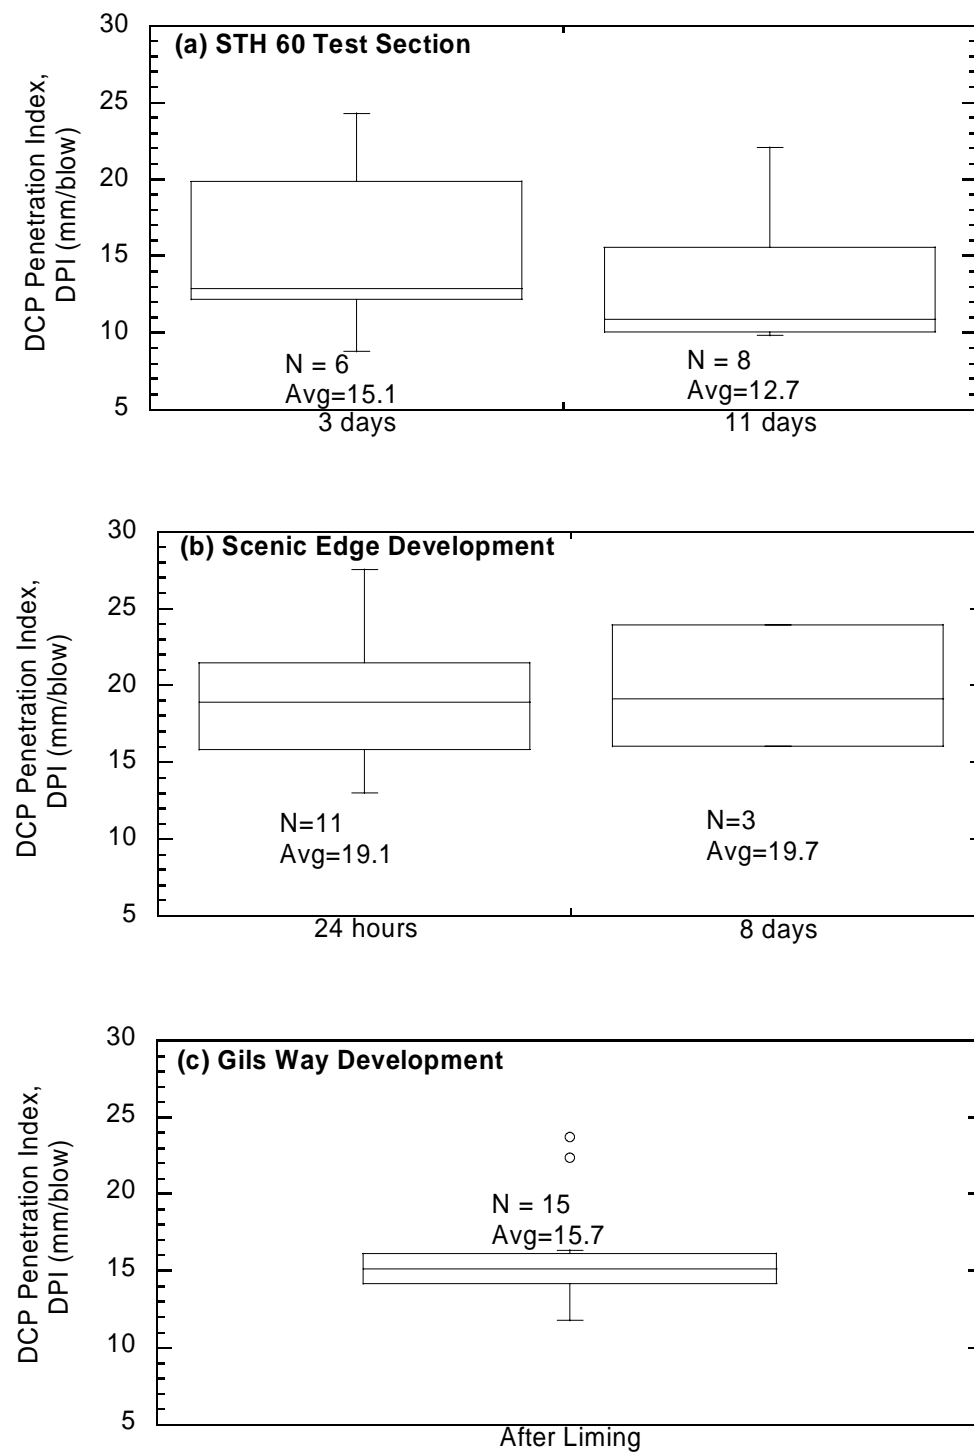 (a) STH 60 Test Section
DCP Penetration Index,
DPI (mm/blow)
30
25
20
15
10
5
N = 6
Avg=15.1
N = 8
Avg=12.7
3 days
11 days
(b) Scenic Edge Development
DCP Penetration Index,
DPI (mm/blow)
30
25
20
15
10
5
N=11
Avg=19.1
N=3
Avg=19.7
24 hours
8 days
(c) Gils Way Development
DCP Penetration Index,
DPI (mm/blow)
30
25
20
15
10
5
N = 15
Avg=15.7
After Liming